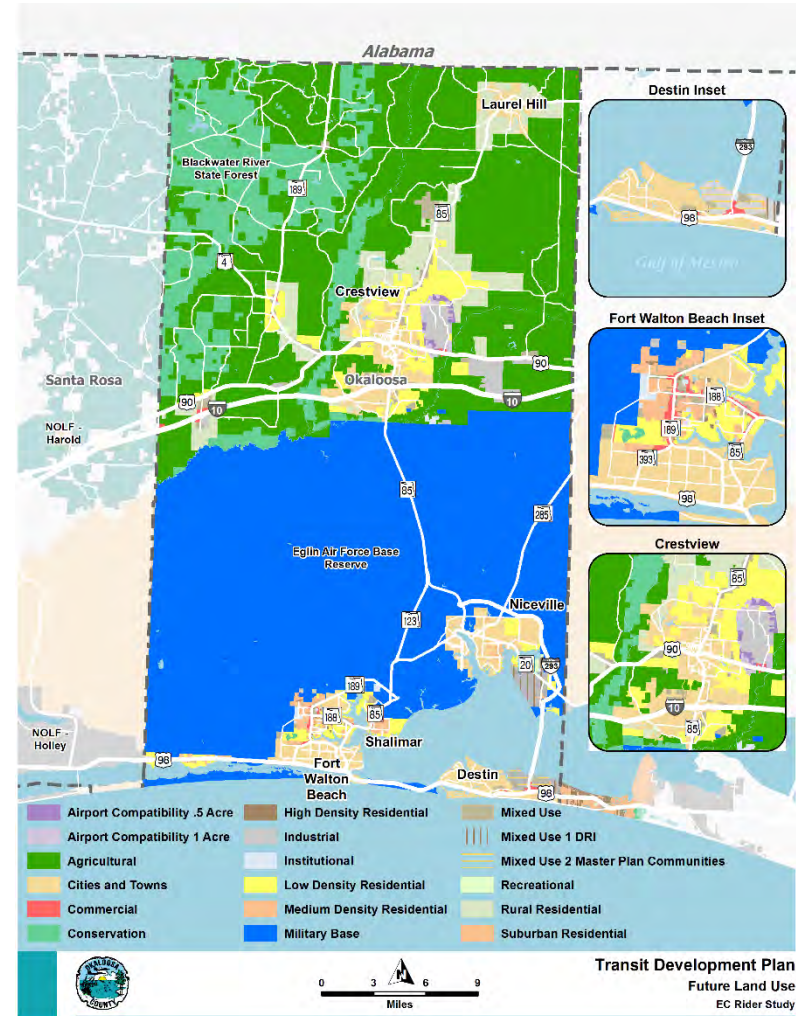 Alabama
Laurel Hill
Destin Inset
293
98
Gulf of Mexico
Blackwater River
State Forest
189
85
4
Crestview
Fort Walton Beach Inset
188
189
393
85
98
90
Santa Rosa
Okaloosa
90
10
10
NOLF -
Harold
85
285
Crestview
85
90
10
85
Eglin Air Force Base
Reserve
Niceville
123
20
293
189
188
85
NOLF -
Holley
Shalimar
98
Fort
Walton
Beach
Destin
98
Airport Compatibility .5 Acre
Airport Compatibility 1 Acre
Agricultural
Cities and Towns
Commercial
Conservation
High Density Residential
Industrial
Institutional
Low Density Residential
Medium Density Residential
Military Base
Mixed Use
Mixed Use 1 DRI
Mixed Use 2 Master Plan Communities
Recreational
Rural Residential
Suburban Residential
OKALOOSA
COUNTY
N
0 3 6 9
Miles
Transit Development Plan
Future Land Use
EC Rider Study